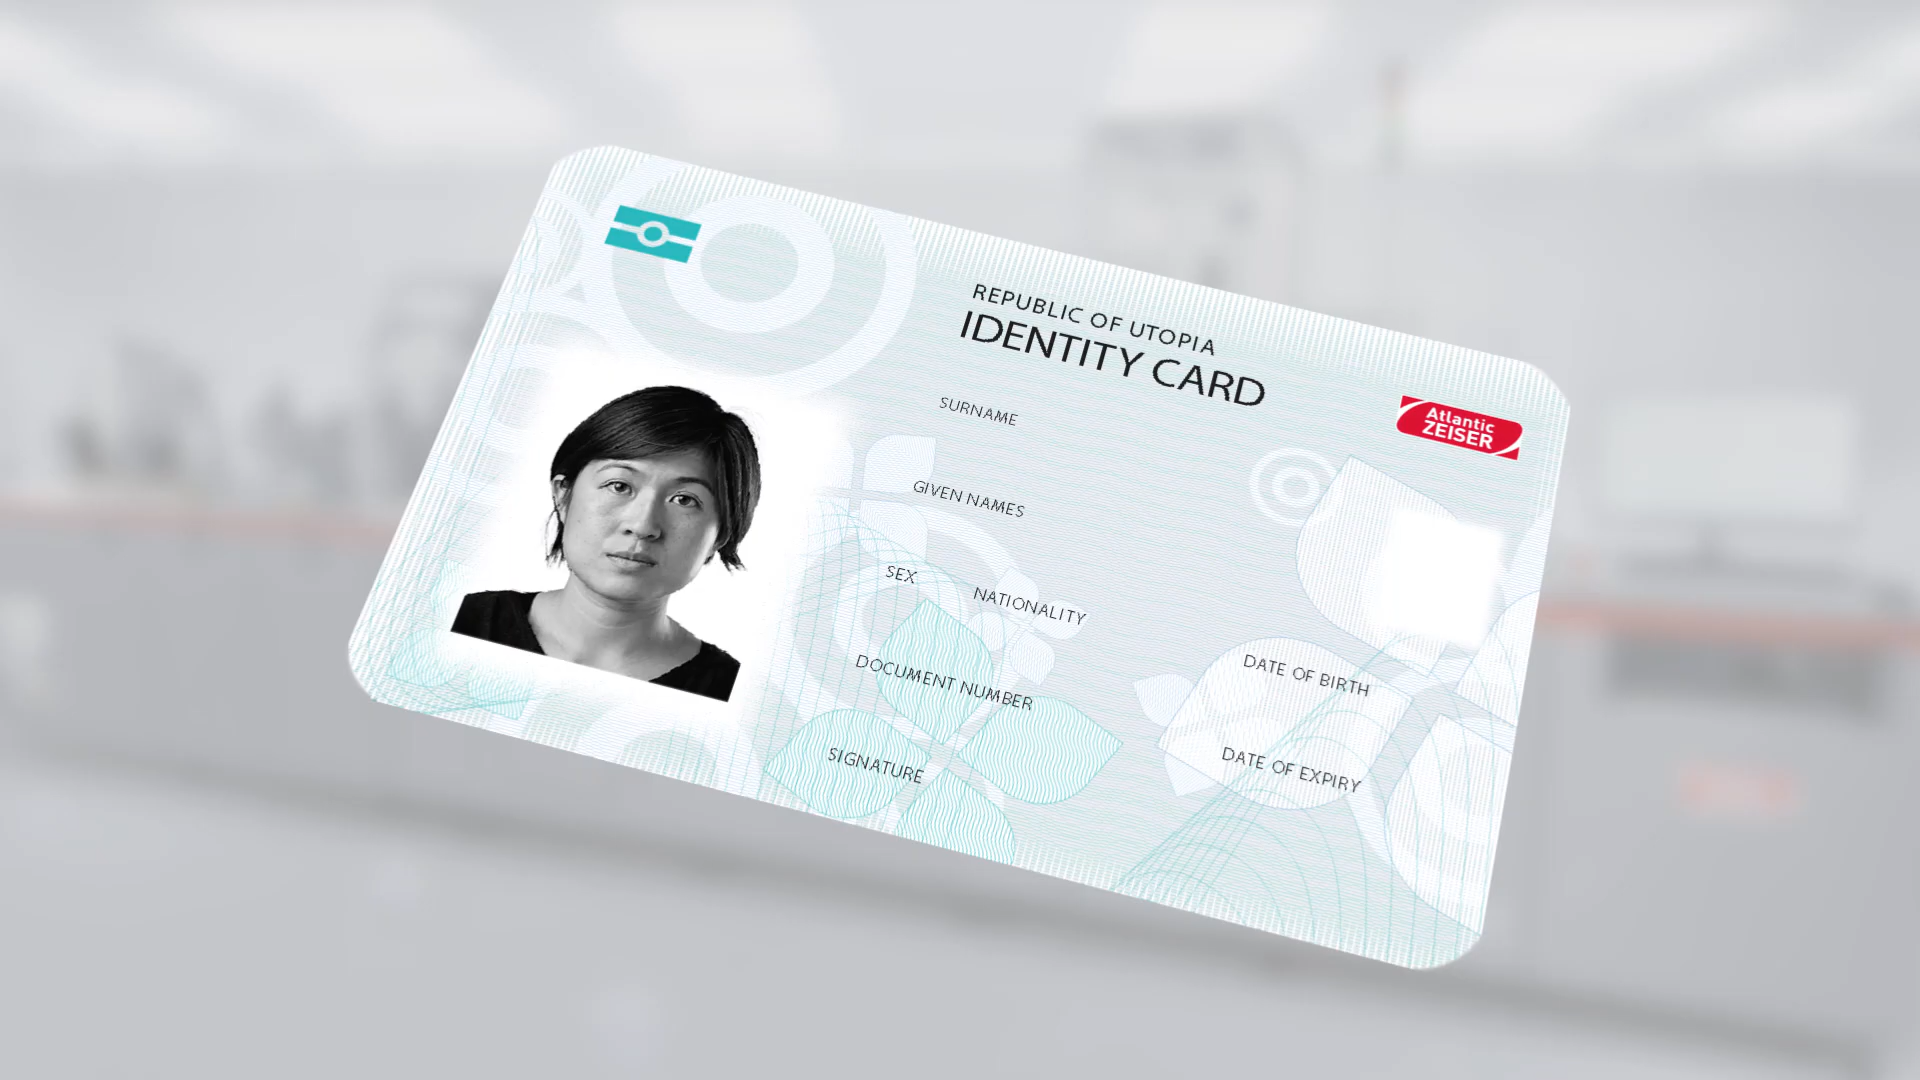 REPUBLIC OF UTOPIA
IDENTITY CARD
Atlantic
ZEISER
SURNAME
GIVEN NAMES
SEX
NATIONALITY
DOCUMENT NUMBER
DATE OF BIRTH
SIGNATURE
DATE OF EXPIRY